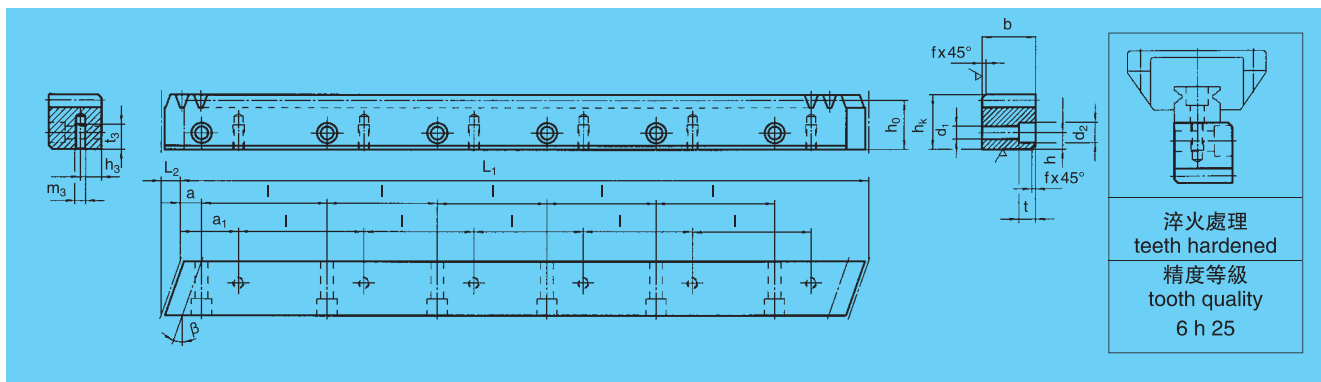 b
f x 45°
t₃
h₃
m₃
h₀
hₖ
d₁
d₂
h
f x 45°
t
L₂
L₁
a
l
l
l
l
l
a₁
l
l
l
l
l
β
淬火處理
teeth hardened
精度等級
tooth quality
6 h 25